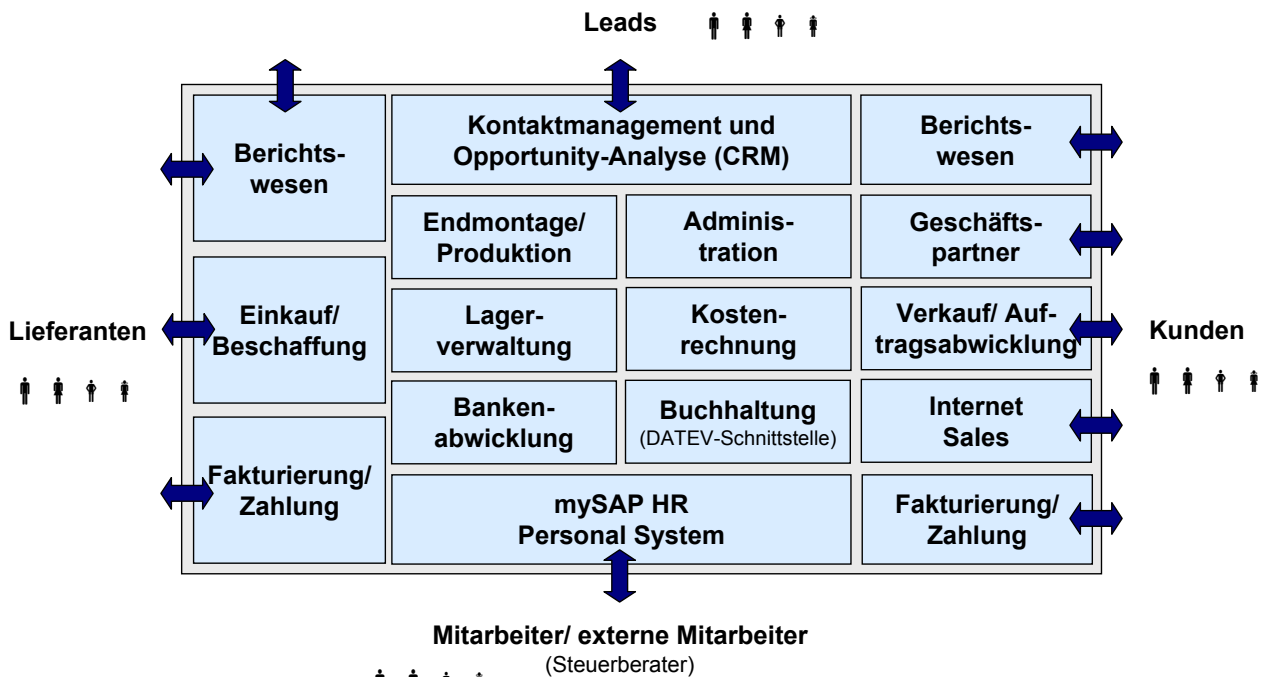 Leads
Berichts-
wesen
Kontaktmanagement und
Opportunity-Analyse (CRM)
Berichts-
wesen
Endmontage/
Produktion
Adminis-
tration
Geschäfts-
partner
Lieferanten
Einkauf/
Beschaffung
Lager-
verwaltung
Kosten-
rechnung
Verkauf/ Auf-
tragsabwicklung
Kunden
Banken-
abwicklung
Buchhaltung
(DATEV-Schnittstelle)
Internet
Sales
Fakturierung/
Zahlung
mySAP HR
Personal System
Fakturierung/
Zahlung
Mitarbeiter/ externe Mitarbeiter
(Steuerberater)